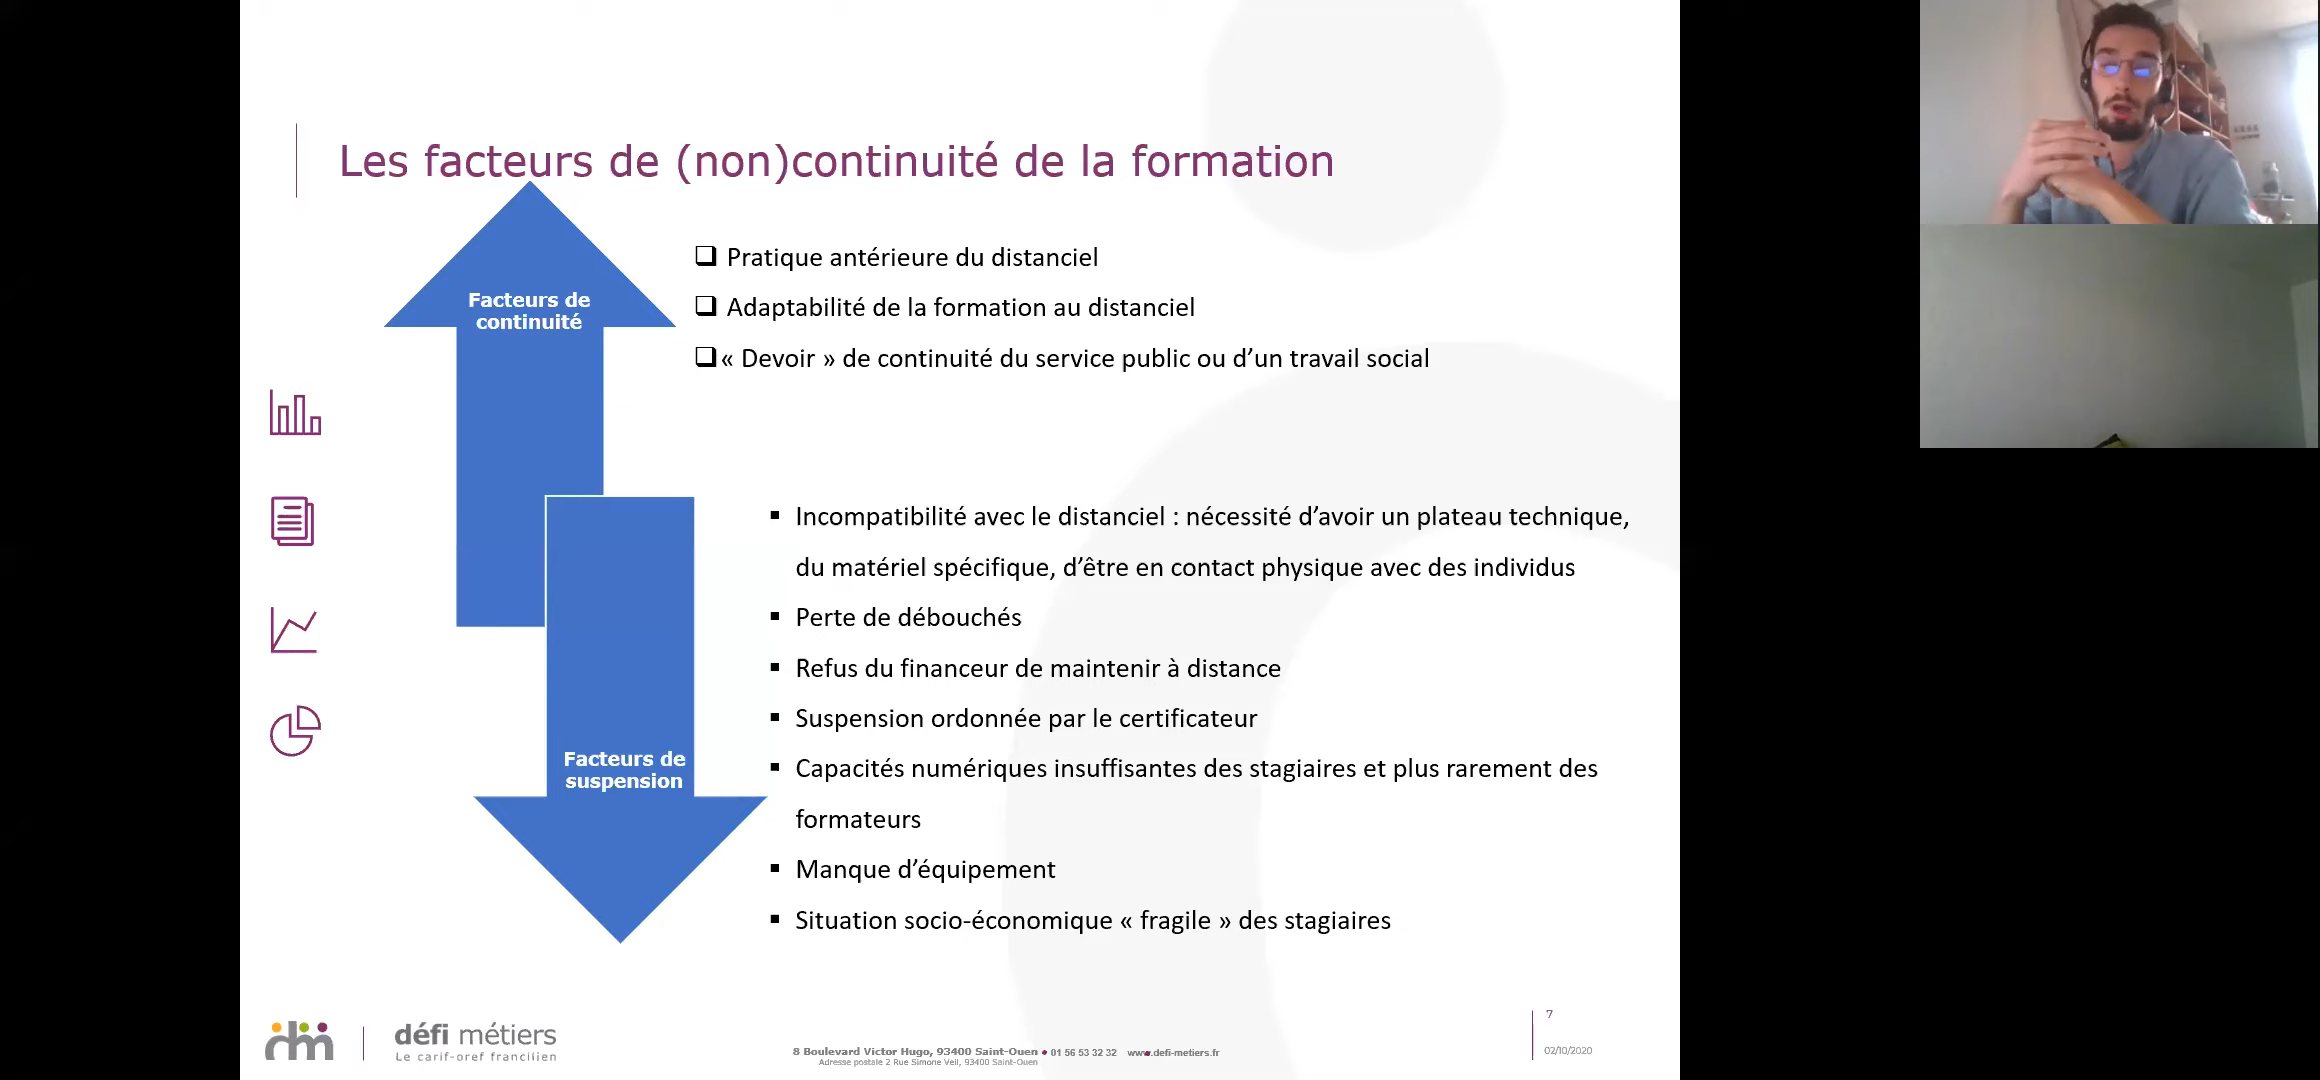 Les facteurs de (non)continuité de la formation
Facteurs de
continuité
Pratique antérieure du distanciel
Adaptabilité de la formation au distanciel
« Devoir » de continuité du service public ou d’un travail social
Facteurs de
suspension
Incompatibilité avec le distanciel : nécessité d’avoir un plateau technique,
du matériel spécifique, d’être en contact physique avec des individus
Perte de débouchés
Refus du financeur de maintenir à distance
Suspension ordonnée par le certificateur
Capacités numériques insuffisantes des stagiaires et plus rarement des
formateurs
Manque d’équipement
Situation socio-économique « fragile » des stagiaires
dm
défi métiers
Le carif-oref francilien
8 Boulevard Victor Hugo, 93400 Saint-Ouen • 01 56 53 32 32 www.defi-metiers.fr
Adresse postale 2 Rue Simone Veil, 93400 Saint-Ouen
7
02/10/2020